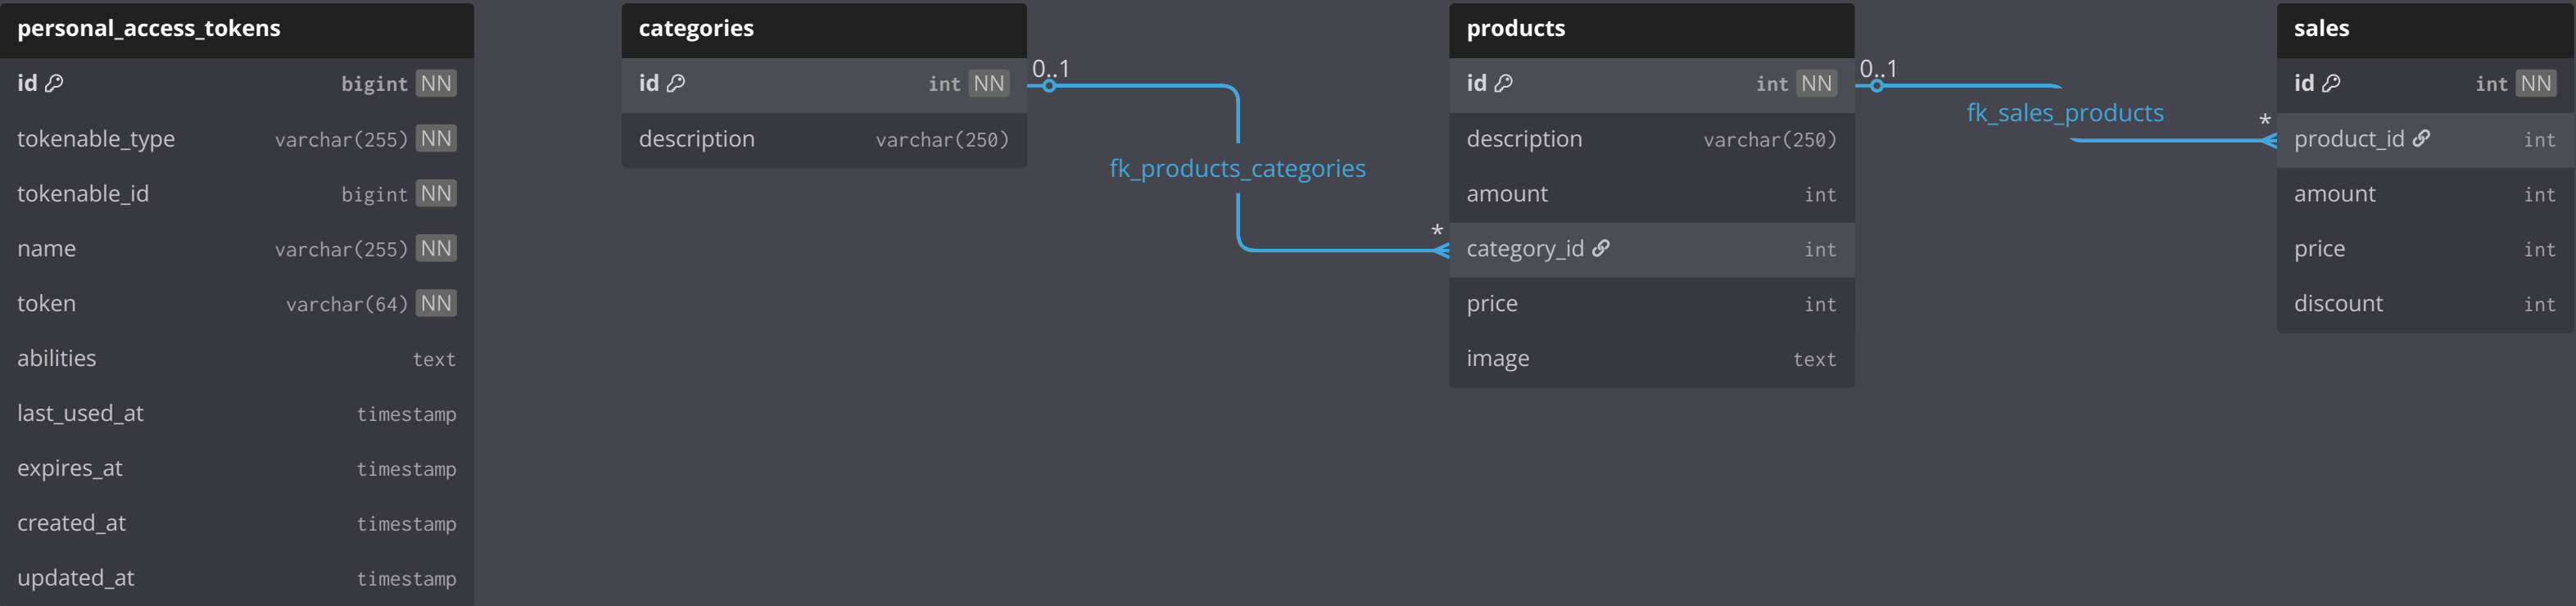 personal_access_tokens
id bigint NN
tokenable_type varchar(255) NN
tokenable_id bigint NN
name varchar(255) NN
token varchar(64) NN
abilities text
last_used_at timestamp
expires_at timestamp
created_at timestamp
updated_at timestamp
categories
id int NN
description varchar(250)
0..1
fk_products_categories
*
products
id int NN
description varchar(250)
amount int
category_id int
price int
image text
0..1
fk_sales_products
*
sales
id int NN
product_id int
amount int
price int
discount int